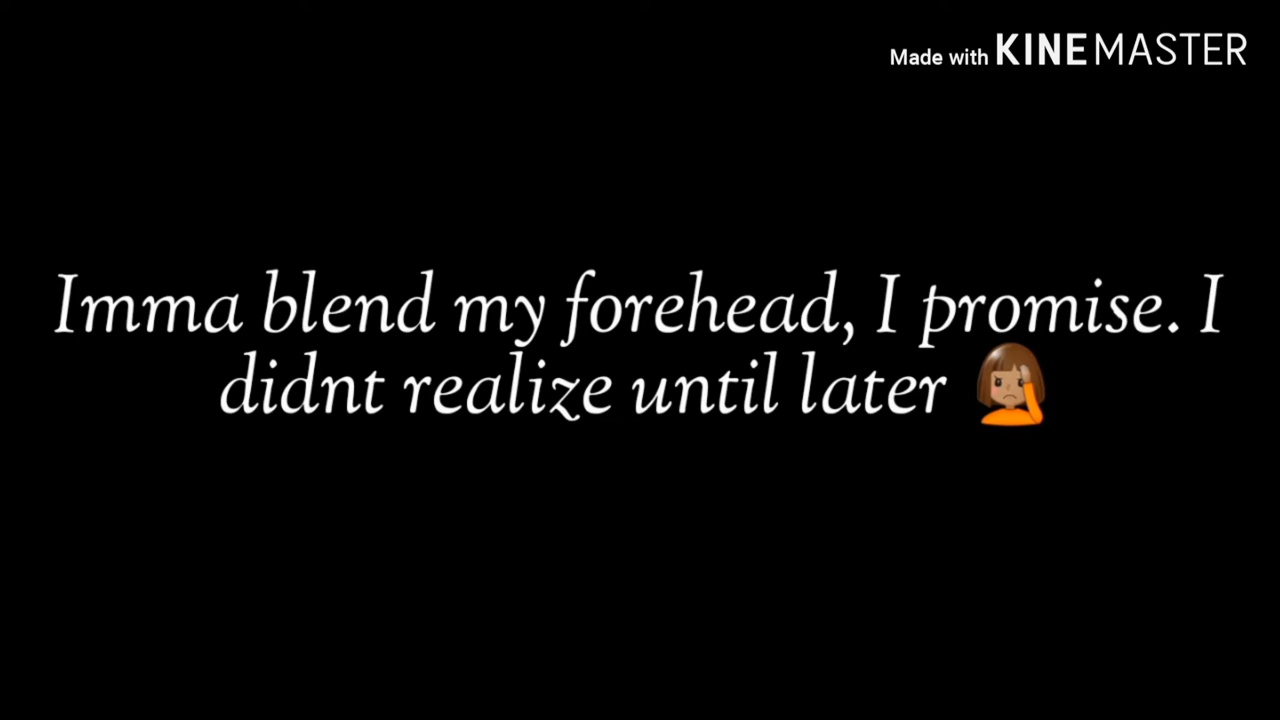 Made with KINEMASTER
Imma blend my forehead, I promise. I
didnt realize until later 🤦🏽‍♀️